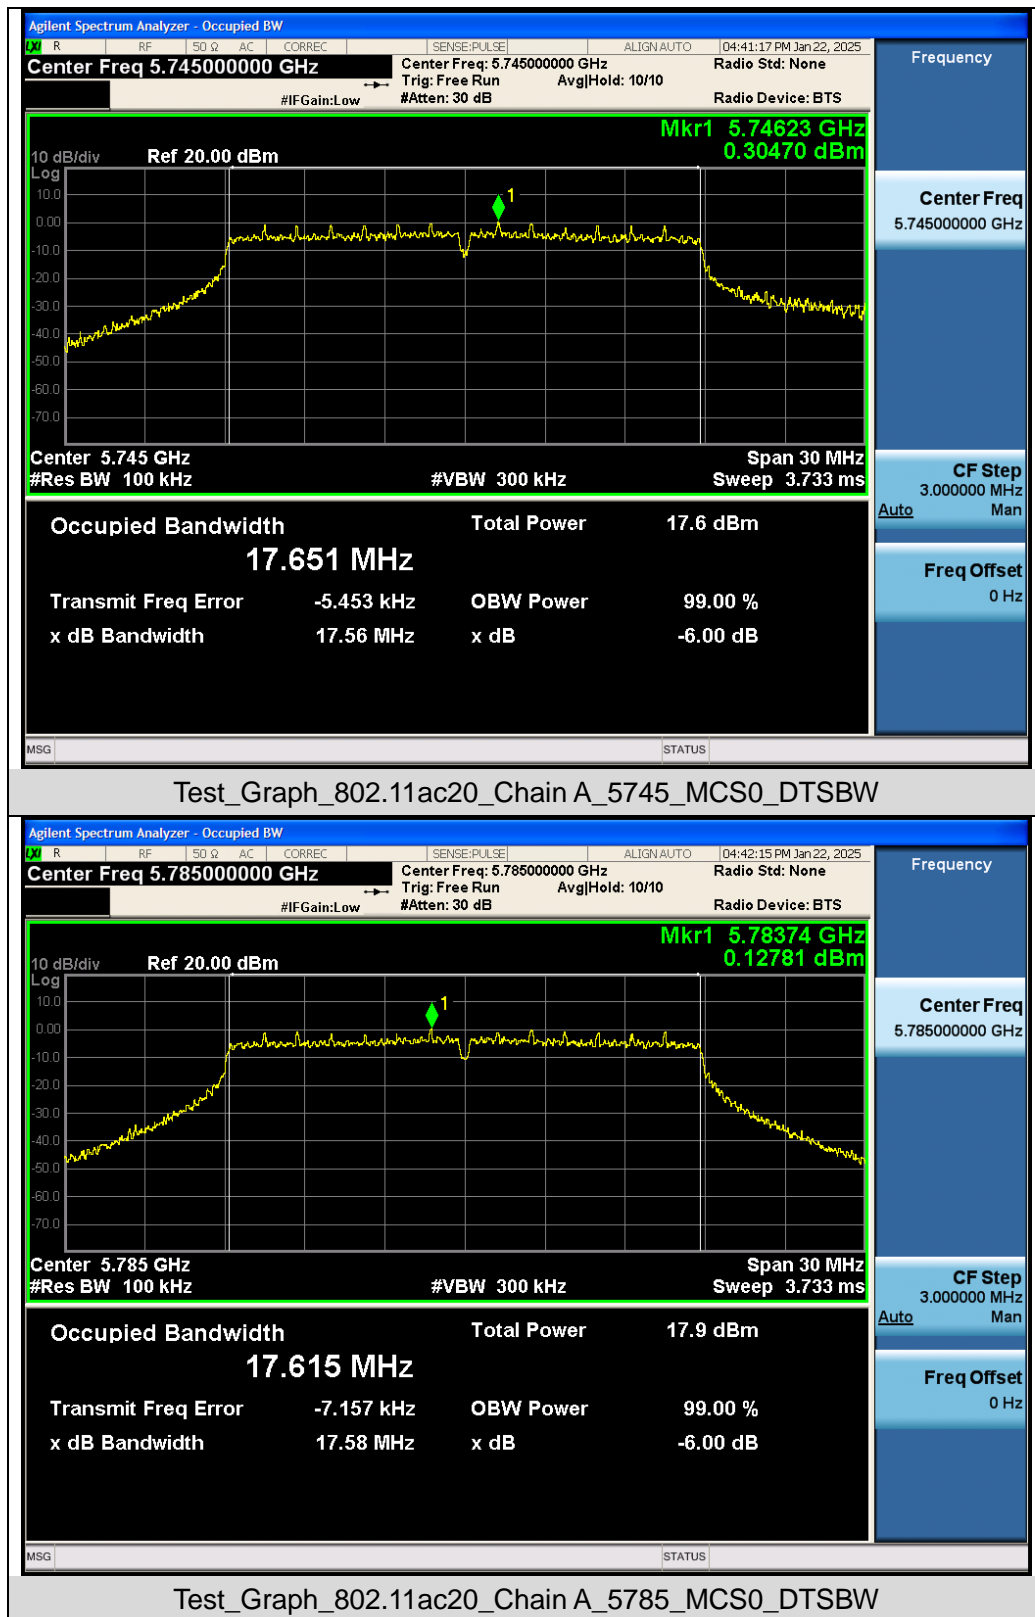 Agilent Spectrum Analyzer - Occupied BW
LXI R RF 50 Ω AC CORREC SENSE:PULSE ALIGN AUTO 04:41:17 PM Jan 22, 2025
Center Freq 5.745000000 GHz Center Freq: 5.745000000 GHz Radio Std: None
Trig: Free Run Avg|Hold: 10/10
#IFGain:Low #Atten: 30 dB Radio Device: BTS
Frequency
Mkr1 5.74623 GHz
0.30470 dBm
10 dB/div Ref 20.00 dBm
Log
10.0
0.00
-10.0
-20.0
-30.0
-40.0
-50.0
-60.0
-70.0
1
Center 5.745 GHz Span 30 MHz
#Res BW 100 kHz #VBW 300 kHz Sweep 3.733 ms
Center Freq
5.745000000 GHz
CF Step
3.000000 MHz
Auto Man
Freq Offset
0 Hz
Occupied Bandwidth Total Power 17.6 dBm
17.651 MHz
Transmit Freq Error -5.453 kHz OBW Power 99.00 %
x dB Bandwidth 17.56 MHz x dB -6.00 dB
MSG STATUS
Test_Graph_802.11ac20_Chain A_5745_MCS0_DTSBW
Agilent Spectrum Analyzer - Occupied BW
LXI R RF 50 Ω AC CORREC SENSE:PULSE ALIGN AUTO 04:42:15 PM Jan 22, 2025
Center Freq 5.785000000 GHz Center Freq: 5.785000000 GHz Radio Std: None
Trig: Free Run Avg|Hold: 10/10
#IFGain:Low #Atten: 30 dB Radio Device: BTS
Frequency
Mkr1 5.78374 GHz
0.12781 dBm
10 dB/div Ref 20.00 dBm
Log
10.0
0.00
-10.0
-20.0
-30.0
-40.0
-50.0
-60.0
-70.0
1
Center 5.785 GHz Span 30 MHz
#Res BW 100 kHz #VBW 300 kHz Sweep 3.733 ms
Center Freq
5.785000000 GHz
CF Step
3.000000 MHz
Auto Man
Freq Offset
0 Hz
Occupied Bandwidth Total Power 17.9 dBm
17.615 MHz
Transmit Freq Error -7.157 kHz OBW Power 99.00 %
x dB Bandwidth 17.58 MHz x dB -6.00 dB
MSG STATUS
Test_Graph_802.11ac20_Chain A_5785_MCS0_DTSBW